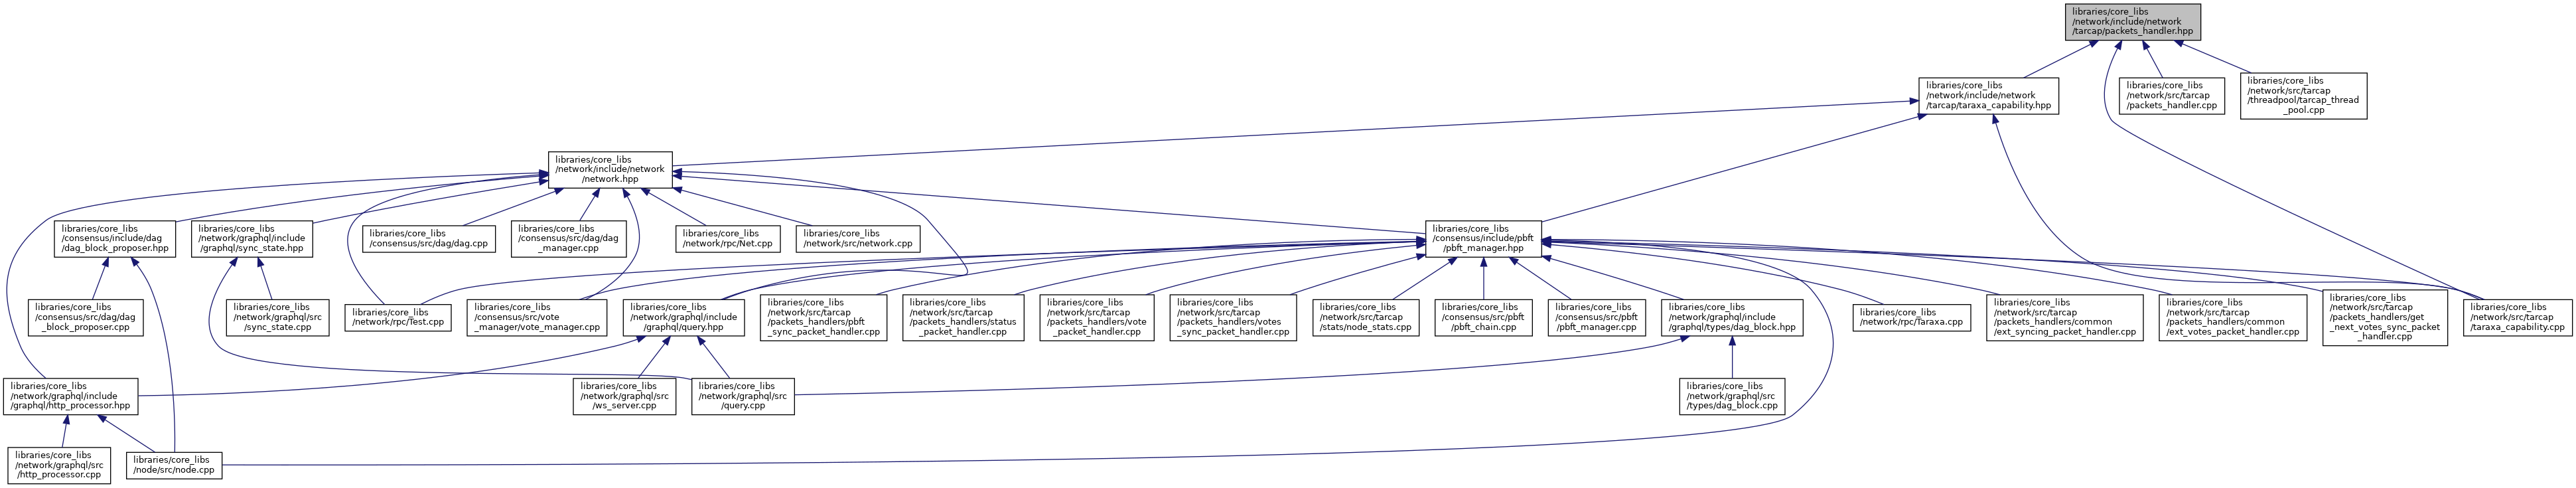 libraries/core_libs
/network/include/network
/tarcap/packets_handler.hpp
libraries/core_libs
/network/include/network
/tarcap/taraxa_capability.hpp
libraries/core_libs
/network/src/tarcap
/packets_handler.cpp
libraries/core_libs
/network/src/tarcap
/threadpool/tarcap_thread
_pool.cpp
libraries/core_libs
/network/include/network
/network.hpp
libraries/core_libs
/consensus/include/dag
/dag_block_proposer.hpp
libraries/core_libs
/network/graphql/include
/graphql/sync_state.hpp
libraries/core_libs
/consensus/src/dag/dag.cpp
libraries/core_libs
/consensus/src/dag/dag
_manager.cpp
libraries/core_libs
/network/rpc/Net.cpp
libraries/core_libs
/network/src/network.cpp
libraries/core_libs
/consensus/include/pbft
/pbft_manager.hpp
libraries/core_libs
/consensus/src/dag/dag
_block_proposer.cpp
libraries/core_libs
/network/graphql/src
/sync_state.cpp
libraries/core_libs
/network/rpc/Test.cpp
libraries/core_libs
/consensus/src/vote
_manager/vote_manager.cpp
libraries/core_libs
/network/graphql/include
/graphql/query.hpp
libraries/core_libs
/network/src/tarcap
/packets_handlers/pbft
_sync_packet_handler.cpp
libraries/core_libs
/network/src/tarcap
/packets_handlers/status
_packet_handler.cpp
libraries/core_libs
/network/src/tarcap
/packets_handlers/vote
_packet_handler.cpp
libraries/core_libs
/network/src/tarcap
/packets_handlers/votes
_sync_packet_handler.cpp
libraries/core_libs
/network/src/tarcap
/stats/node_stats.cpp
libraries/core_libs
/consensus/src/pbft
/pbft_chain.cpp
libraries/core_libs
/consensus/src/pbft
/pbft_manager.cpp
libraries/core_libs
/network/graphql/include
/graphql/types/dag_block.hpp
libraries/core_libs
/network/rpc/Taraxa.cpp
libraries/core_libs
/network/src/tarcap
/packets_handlers/common
/ext_syncing_packet_handler.cpp
libraries/core_libs
/network/src/tarcap
/packets_handlers/common
/ext_votes_packet_handler.cpp
libraries/core_libs
/network/src/tarcap
/packets_handlers/get
_next_votes_sync_packet
_handler.cpp
libraries/core_libs
/network/src/tarcap
/taraxa_capability.cpp
libraries/core_libs
/network/graphql/include
/graphql/http_processor.hpp
libraries/core_libs
/network/graphql/src
/ws_server.cpp
libraries/core_libs
/network/graphql/src
/query.cpp
libraries/core_libs
/network/graphql/src
/types/dag_block.cpp
libraries/core_libs
/network/graphql/src
/http_processor.cpp
libraries/core_libs
/node/src/node.cpp